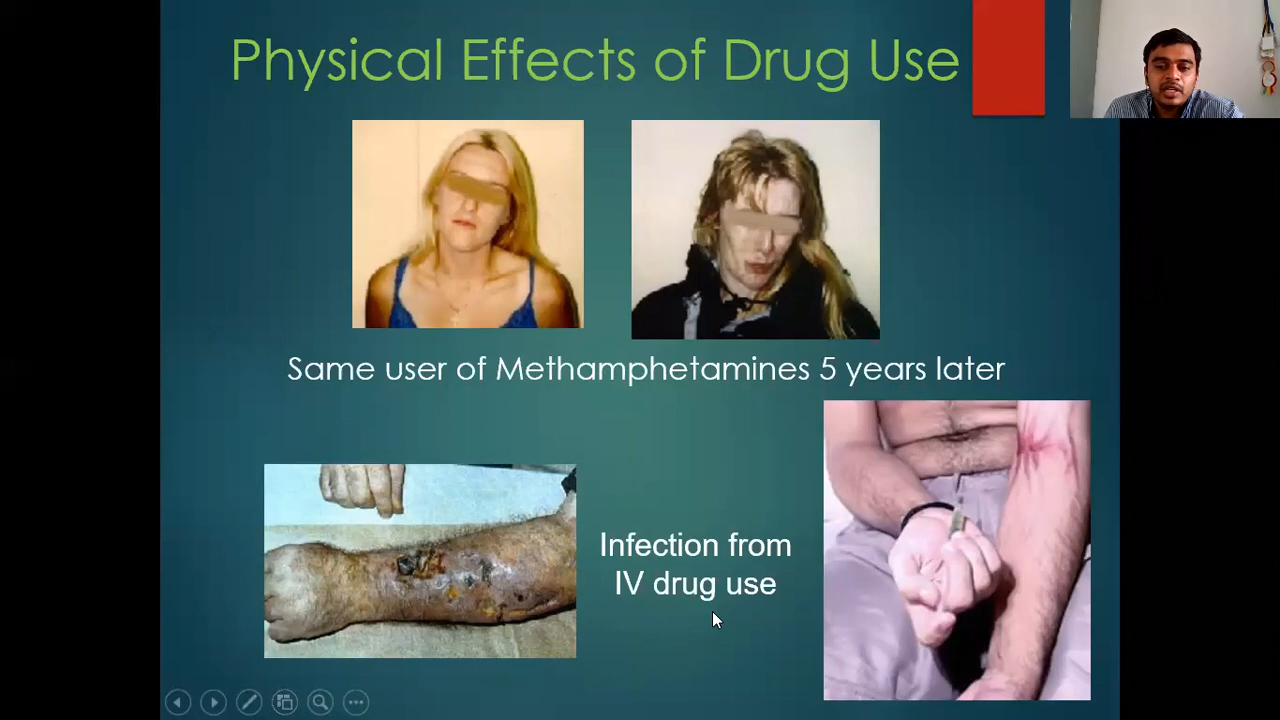 Physical Effects of Drug Use
Same user of Methamphetamines 5 years later
Infection from
IV drug use